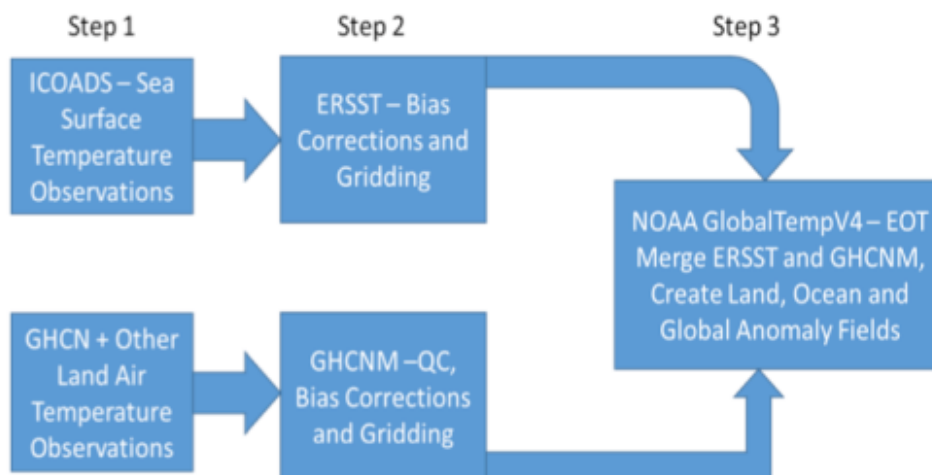 Step 1
Step 2
Step 3
ICOADS – Sea
Surface
Temperature
Observations
ERSST – Bias
Corrections and
Gridding
NOAA GlobalTempV4 – EOT
Merge ERSST and GHCNM,
Create Land, Ocean and
Global Anomaly Fields
GHCN + Other
Land Air
Temperature
Observations
GHCNM –QC,
Bias Corrections
and Gridding